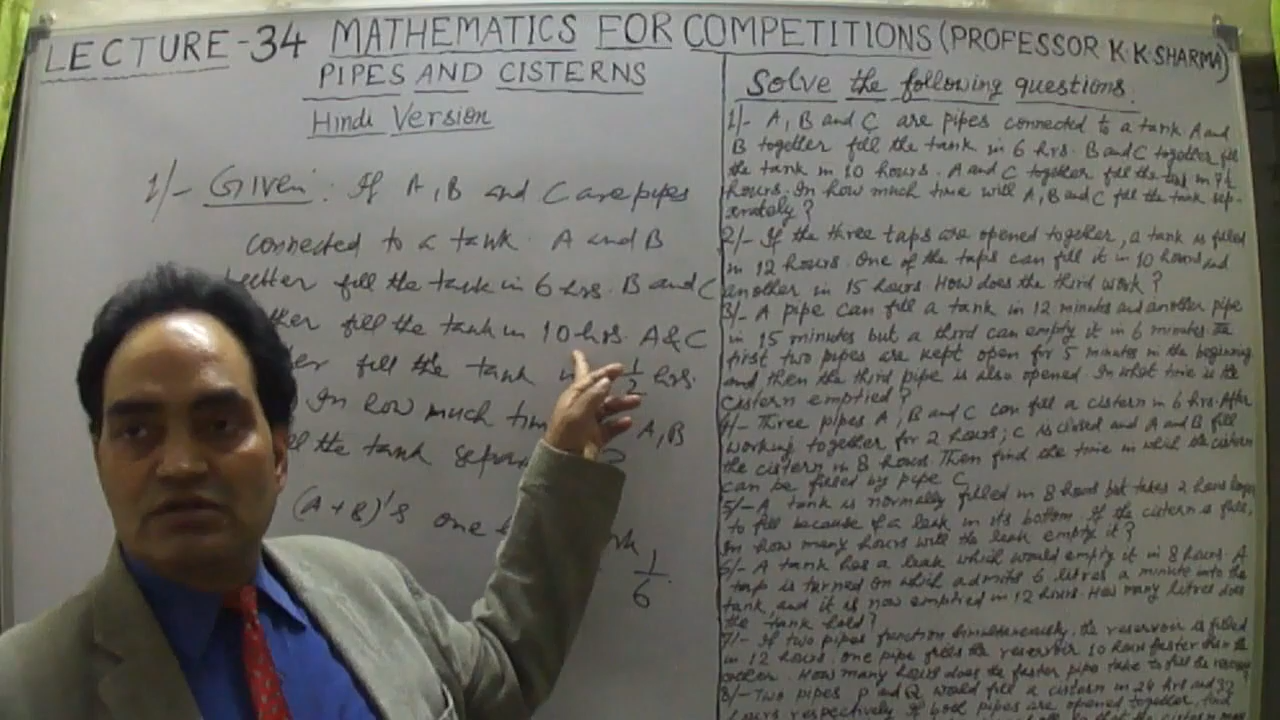 LECTURE-34 MATHEMATICS FOR COMPETITIONS (PROFESSOR K K SHARMA)
PIPES AND CISTERNS
Hindi Version
1/- Given: If A, B and C are pipes
connected to a tank. A and B
fill the tank in 6 hrs. B and C
fill the tank in 10 hrs. A & C
fill the tank 1/2 hrs.
In how much A, B
the tank
(A+B)'s one
1/6
Solve the following questions.
1/- A, B and C are pipes connected to a tank. A and
B together fill the tank in 6 hrs. B and C together fill
the tank in 10 hours. A and C together fill the in 7½
hours. In how much time will A, B and C fill the tank sep-
arately?
2/- If the three taps are opened together, a tank is filled
in 12 hours. One of the taps can fill it in 10 hours and
another in 15 hours. How does the third work?
3/- A pipe can fill a tank in 12 minutes and another pipe
in 15 minutes but a third can empty it in 6 minutes. The
first two pipes are kept open for 5 minutes in the beginning
and then the third pipe is also opened. In what time is the
cistern emptied?
4/- Three pipes A, B and C can fill a cistern in 6 hrs. After
working together for 2 hours; C is closed and A and B fill
the cistern in 8 hours. Then find the time in which the cistern
can be filled by pipe C
5/- A tank is normally filled in 8 hours but takes 2 hours longer
to fill because of a leak in its bottom. If the cistern is full,
In how many hours will the leak empty it?
6/- A tank has a leak which would empty it in 8 hours. A
tap is turned on which admits 6 litres a minute into the
tank, and it is now emptied in 12 hours. How many litres does
the tank hold?
7/- If two pipes function simultaneously, the reservoir is filled
in 12 hours. One pipe fills the reservoir 10 hours faster than the
other. How many hours does the faster pipe take to fill the
8/- Two pipes P and Q would fill a cistern in 24 hrs and 32
hours respectively. If both pipes are opened together, find